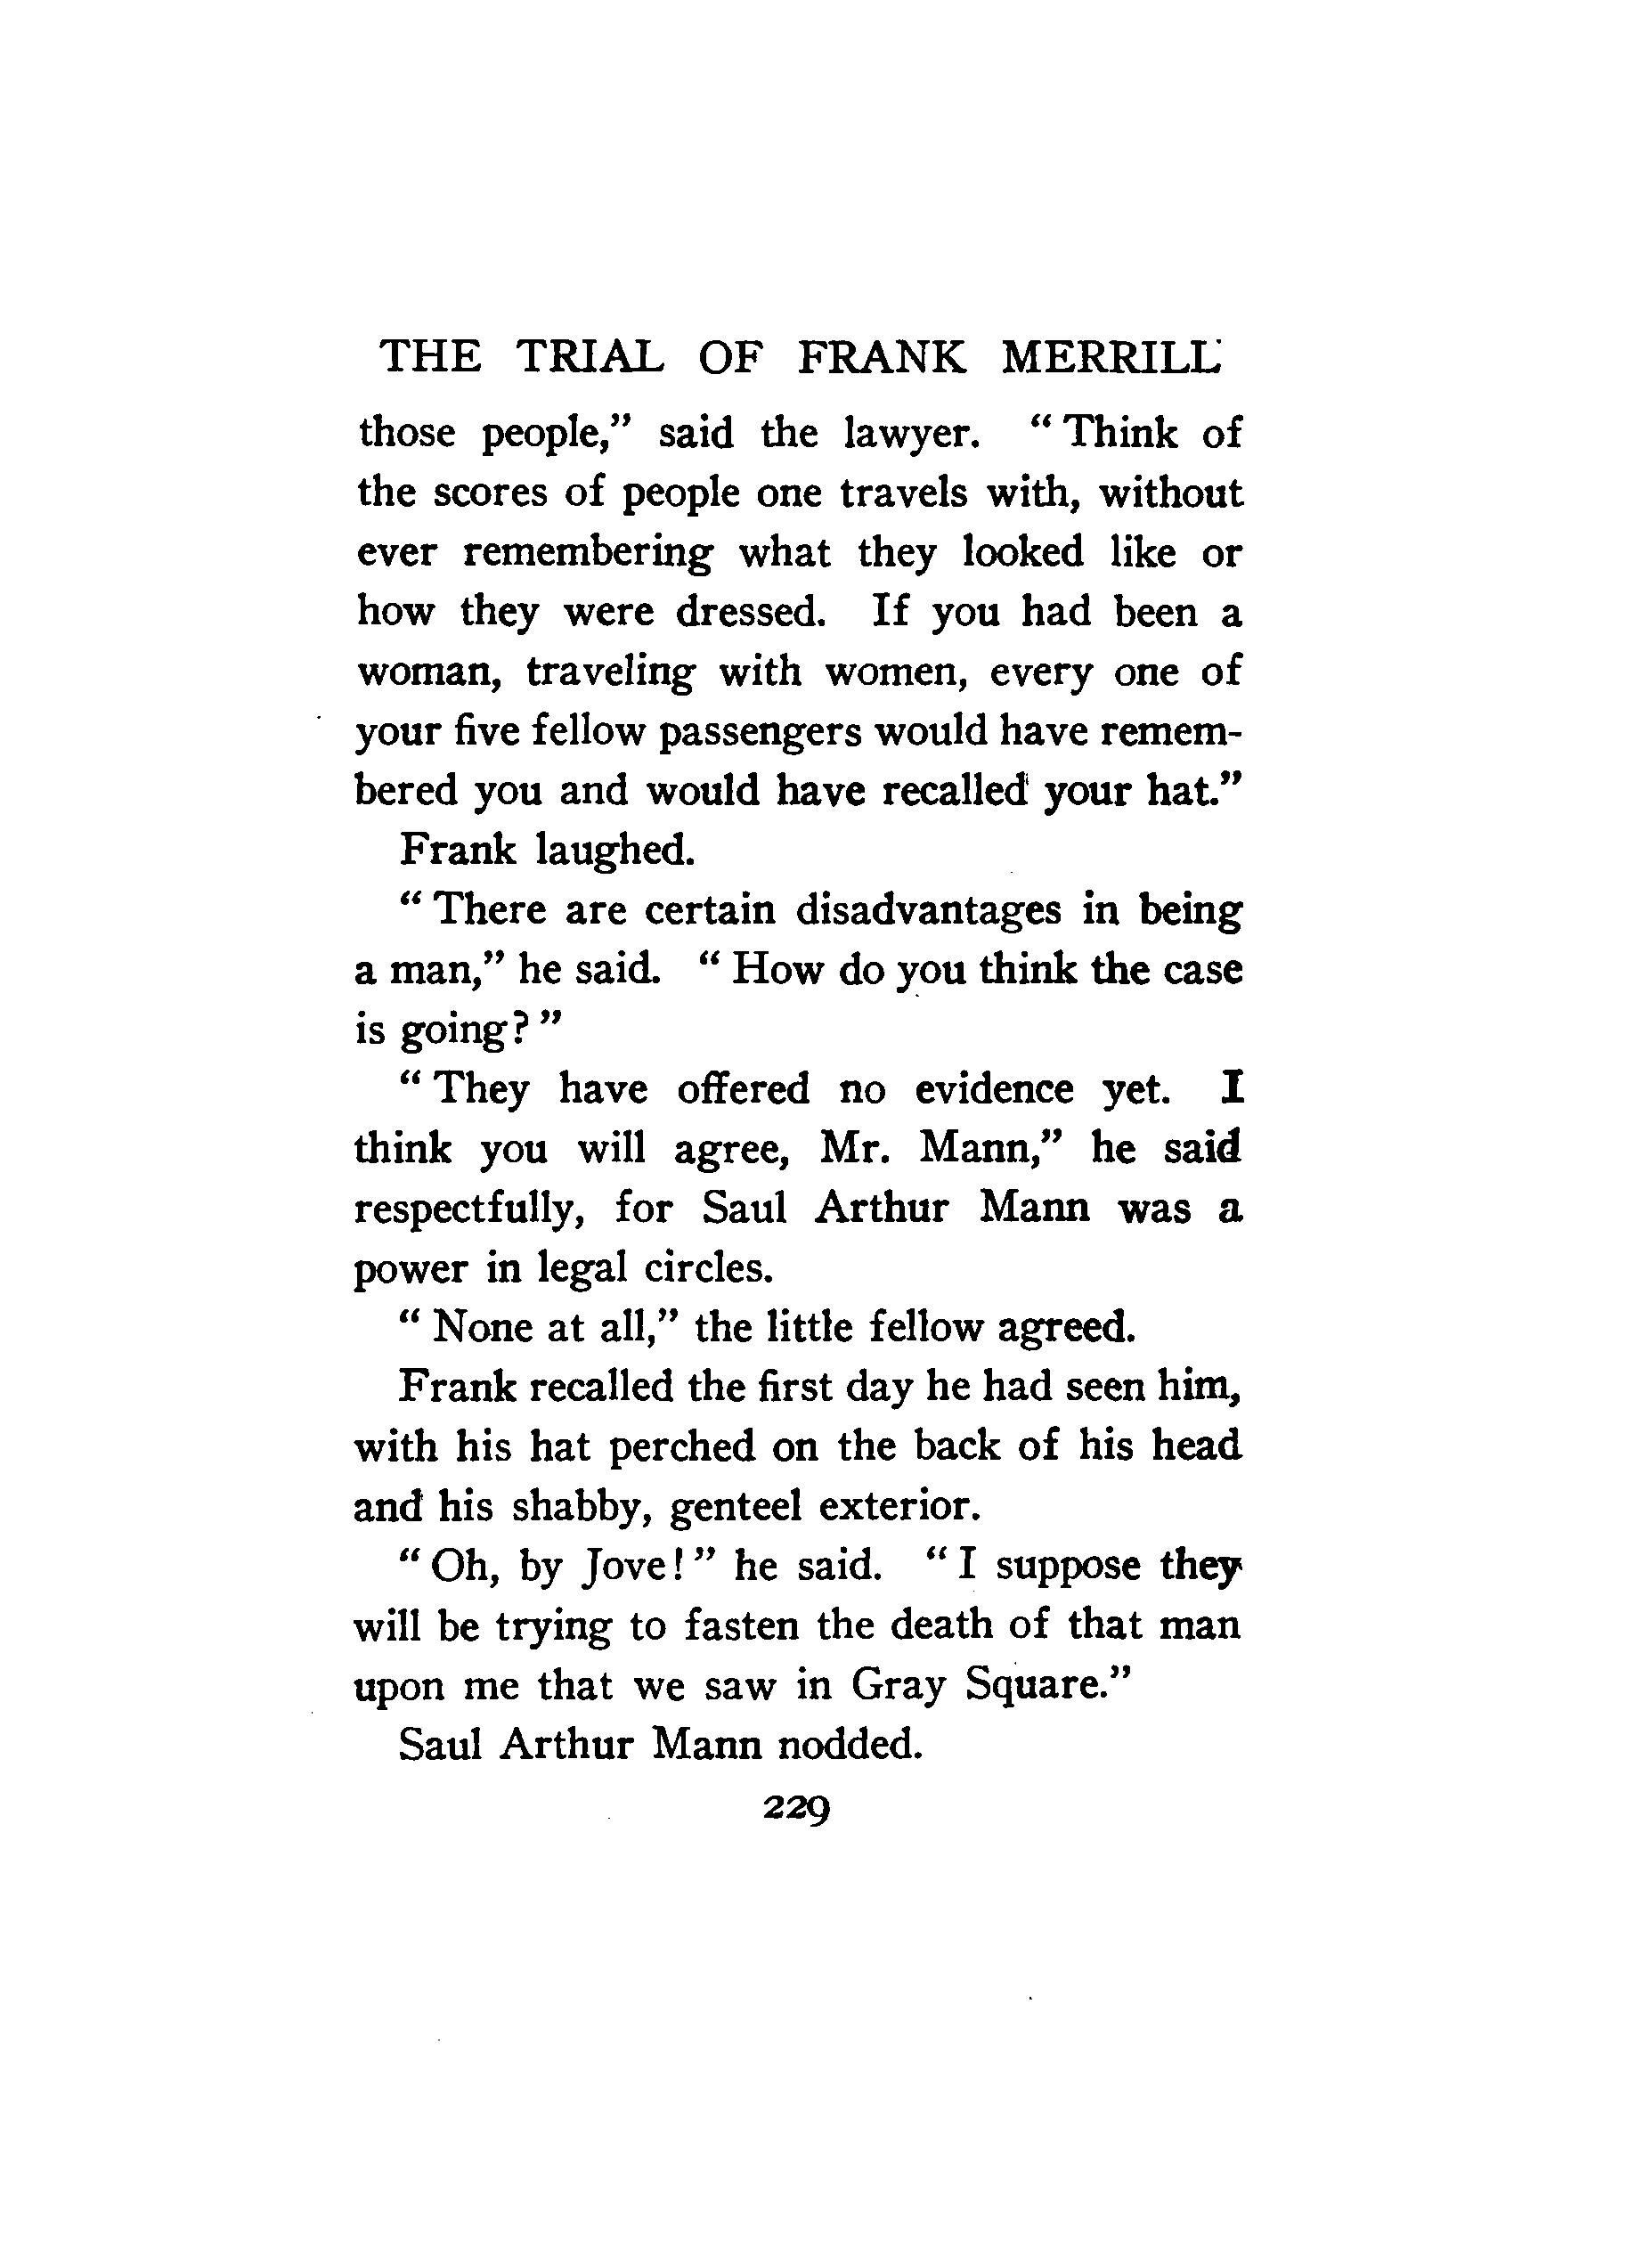 THE TRIAL OF FRANK MERRILL
those people,” said the lawyer. “ Think of
the scores of people one travels with, without
ever remembering what they looked like or
how they were dressed. If you had been a
woman, traveling with women, every one of
your five fellow passengers would have remem-
bered you and would have recalled your hat.”
Frank laughed.
“ There are certain disadvantages in being
a man,” he said. “ How do you think the case
is going? ”
“ They have offered no evidence yet. I
think you will agree, Mr. Mann,” he said
respectfully, for Saul Arthur Mann was a
power in legal circles.
“ None at all,” the little fellow agreed.
Frank recalled the first day he had seen him,
with his hat perched on the back of his head
and his shabby, genteel exterior.
“ Oh, by Jove! ” he said. “ I suppose they
will be trying to fasten the death of that man
upon me that we saw in Gray Square.”
Saul Arthur Mann nodded.
229